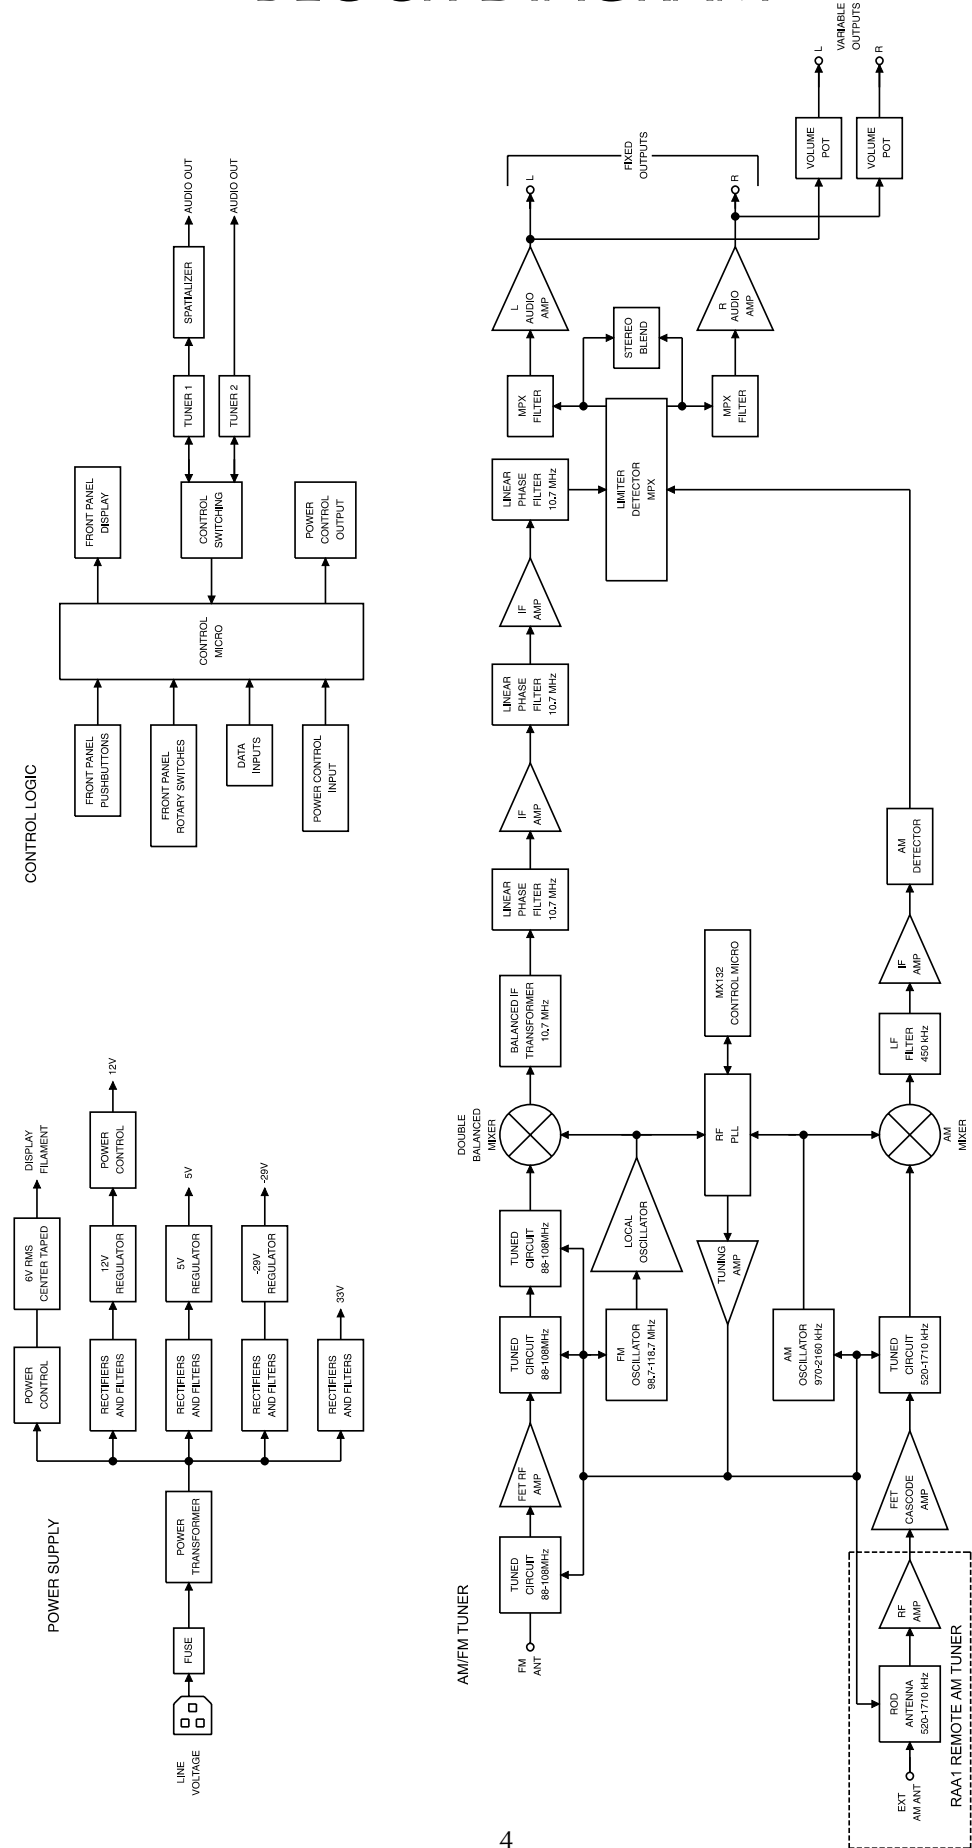 BLOCK DIAGRAM
POWER SUPPLY
LINE
VOLTAGE
FUSE
POWER
TRANSFORMER
POWER
CONTROL
6V RMS
CENTER TAPED
DISPLAY
FILAMENT
RECTIFIERS
AND FILTERS
12V
REGULATOR
POWER
CONTROL
12V
RECTIFIERS
AND FILTERS
5V
REGULATOR
5V
RECTIFIERS
AND FILTERS
-29V
REGULATOR
-29V
RECTIFIERS
AND FILTERS
33V
CONTROL LOGIC
FRONT PANEL
PUSHBUTTONS
FRONT PANEL
ROTARY SWITCHES
DATA
INPUTS
POWER CONTROL
INPUT
CONTROL
MICRO
FRONT PANEL
DISPLAY
CONTROL
SWITCHING
POWER
CONTROL
OUTPUT
TUNER 1
TUNER 2
SPATIALIZER
AUDIO OUT
AUDIO OUT
AM/FM TUNER
FM
ANT
TUNED
CIRCUIT
88-108MHz
FET RF
AMP
TUNED
CIRCUIT
88-108MHz
TUNED
CIRCUIT
88-108MHz
DOUBLE
BALANCED
MIXER
BALANCED IF
TRANSFORMER
10.7 MHz
LINEAR
PHASE
FILTER
10.7 MHz
IF
AMP
LINEAR
PHASE
FILTER
10.7 MHz
IF
AMP
LINEAR
PHASE
FILTER
10.7 MHz
LIMITER
DETECTOR
MPX
MPX
FILTER
MPX
FILTER
STEREO
BLEND
L
AUDIO
AMP
R
AUDIO
AMP
L
R
FIXED
OUTPUTS
VOLUME
POT
VOLUME
POT
L
R
VARIABLE
OUTPUTS
FM
OSCILLATOR
98.7-118.7 MHz
LOCAL
OSCILLATOR
TUNING
AMP
RF
PLL
MX132
CONTROL MICRO
AM
OSCILLATOR
970-2160 kHz
EXT
AM ANT
ROD
ANTENNA
520-1710 kHz
RF
AMP
RAA1 REMOTE AM TUNER
FET
CASCODE
AMP
TUNED
CIRCUIT
520-1710 kHz
AM
MIXER
LF
FILTER
450 kHz
IF
AMP
AM
DETECTOR
4